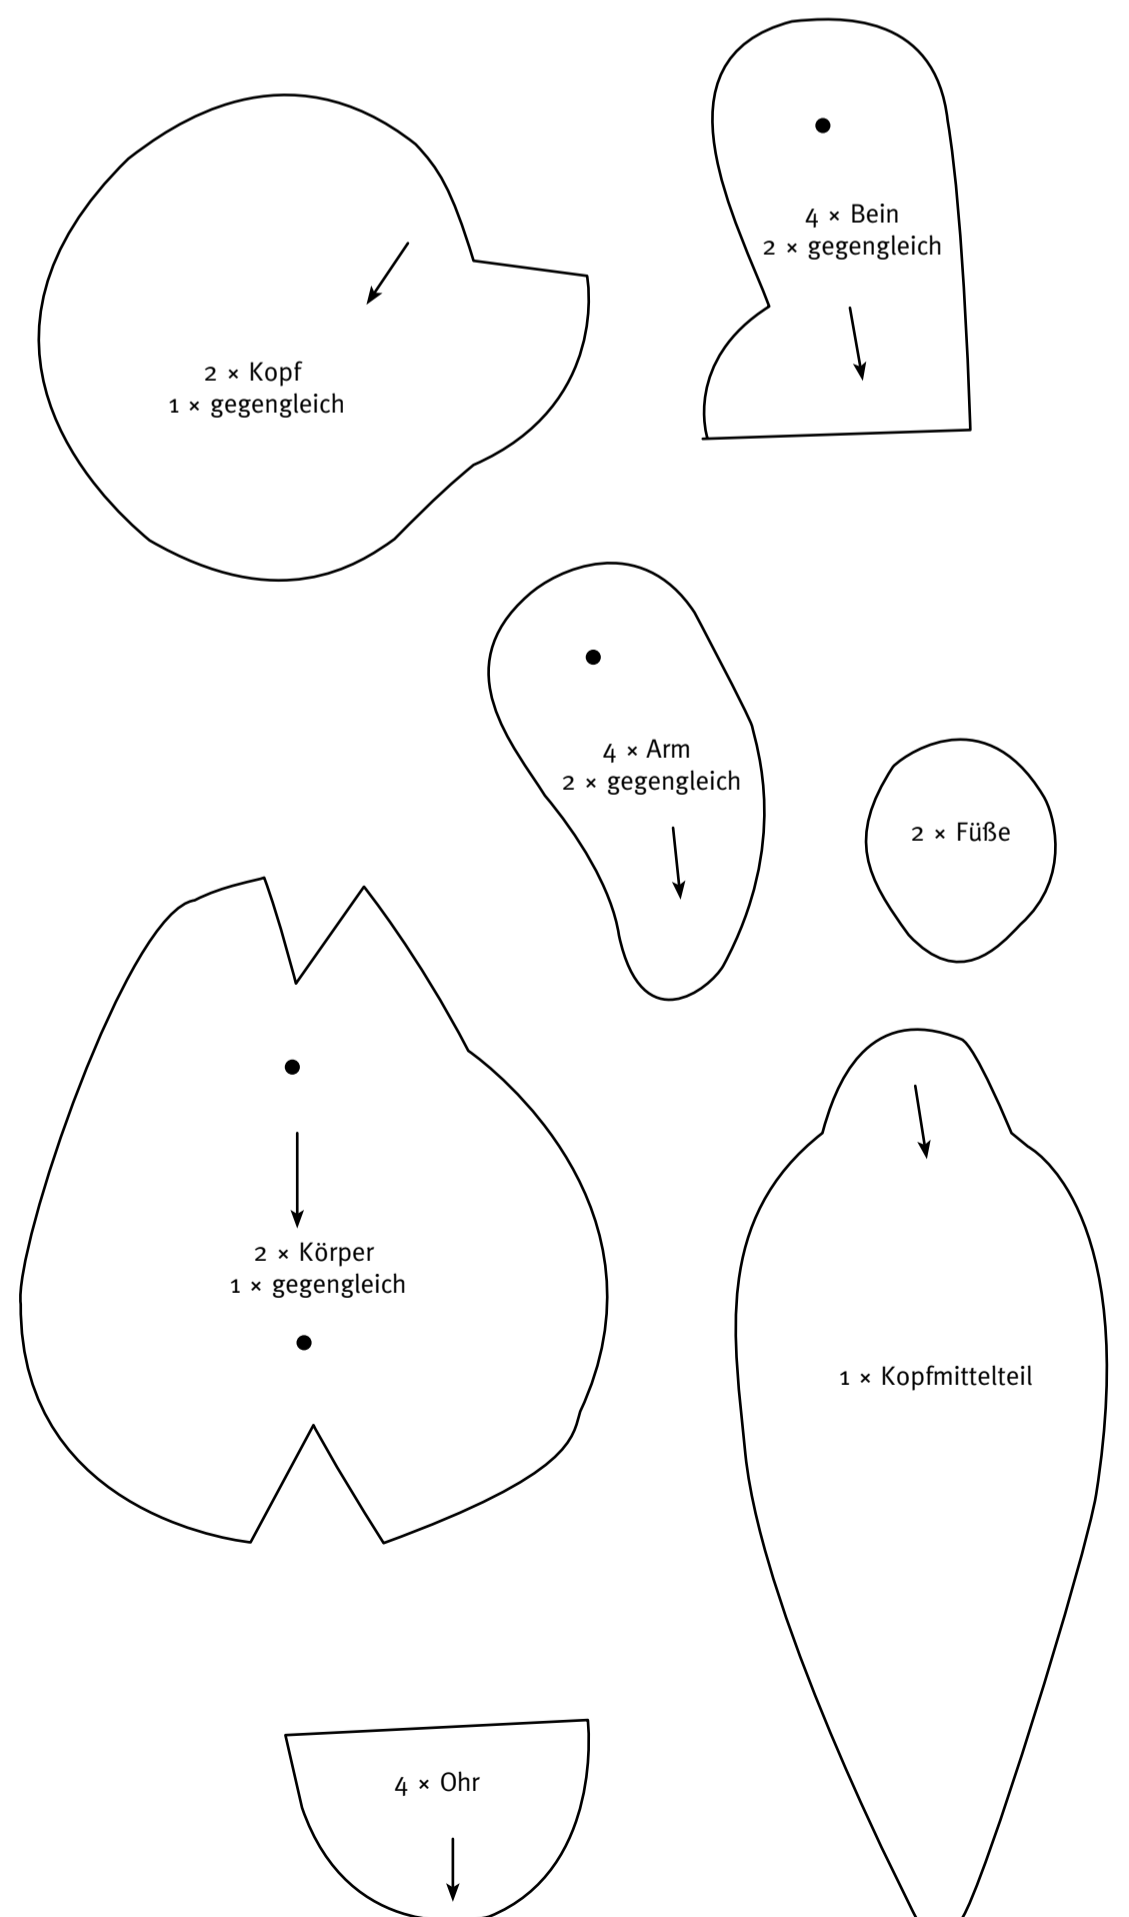 4 × Bein
2 × gegengleich
2 × Kopf
1 × gegengleich
4 × Arm
2 × gegengleich
2 × Füße
2 × Körper
1 × gegengleich
1 × Kopfmittelteil
4 × Ohr